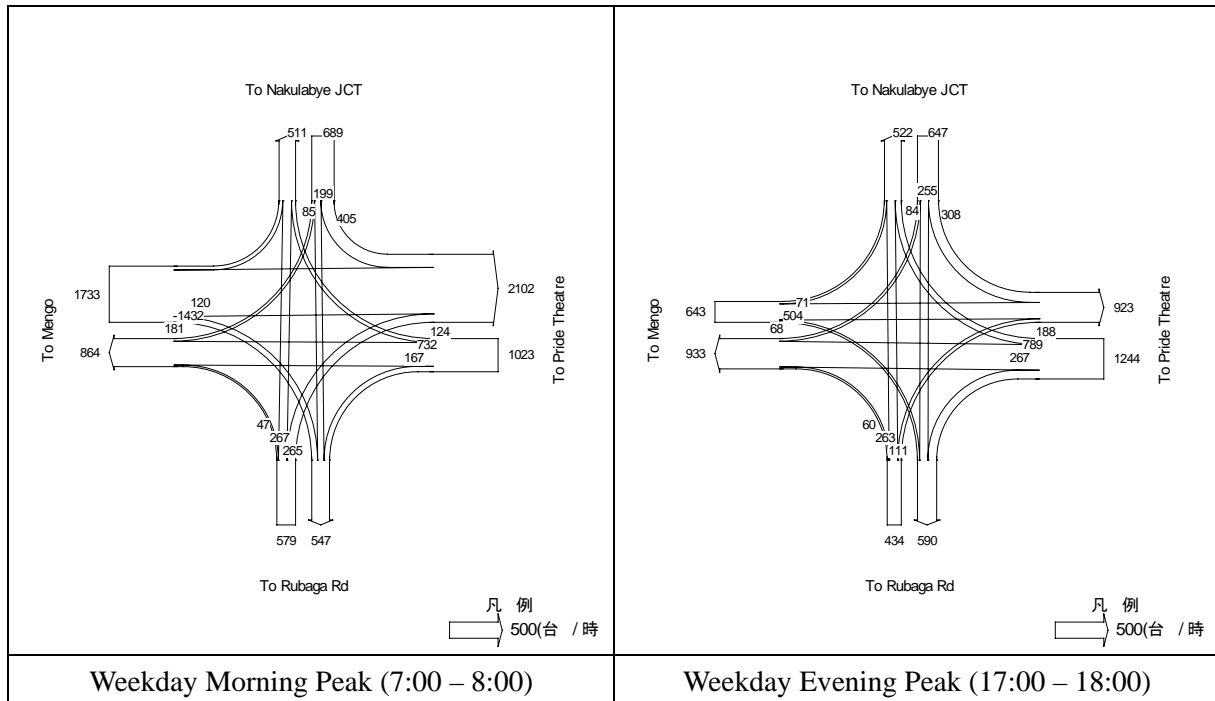 To Nakulabye JCT
511 689
199
85 405
1733
120
1432
181
864
2102
124
732
167
1023
47
267
265
579 547
To Mengo
To Pride Theatre
To Rubaga Rd
凡 例
500(台 / 時
Weekday Morning Peak (7:00 – 8:00)
To Nakulabye JCT
522 647
255
84 308
643
71
504
68
933
923
188
789
267
1244
60
263
111
434 590
To Mengo
To Pride Theatre
To Rubaga Rd
凡 例
500(台 / 時
Weekday Evening Peak (17:00 – 18:00)